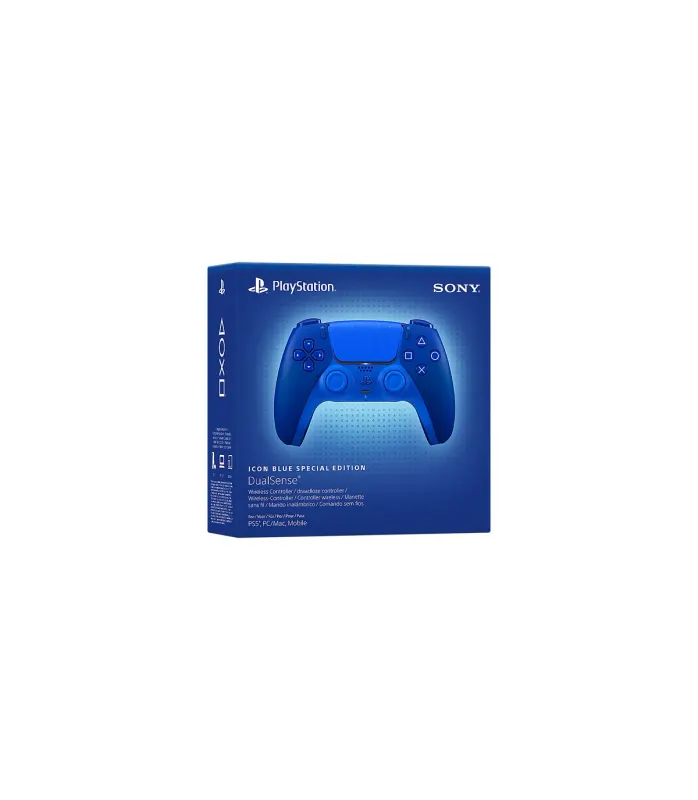 PlayStation.
SONY
ICON BLUE SPECIAL EDITION
DualSense®
Wireless Controller / draadloze controller /
Wireless-Controller / Controller wireless / Manette
sans fil / Mando inalámbrico / Comando sem fios
PS5®, PC/Mac, Mobile